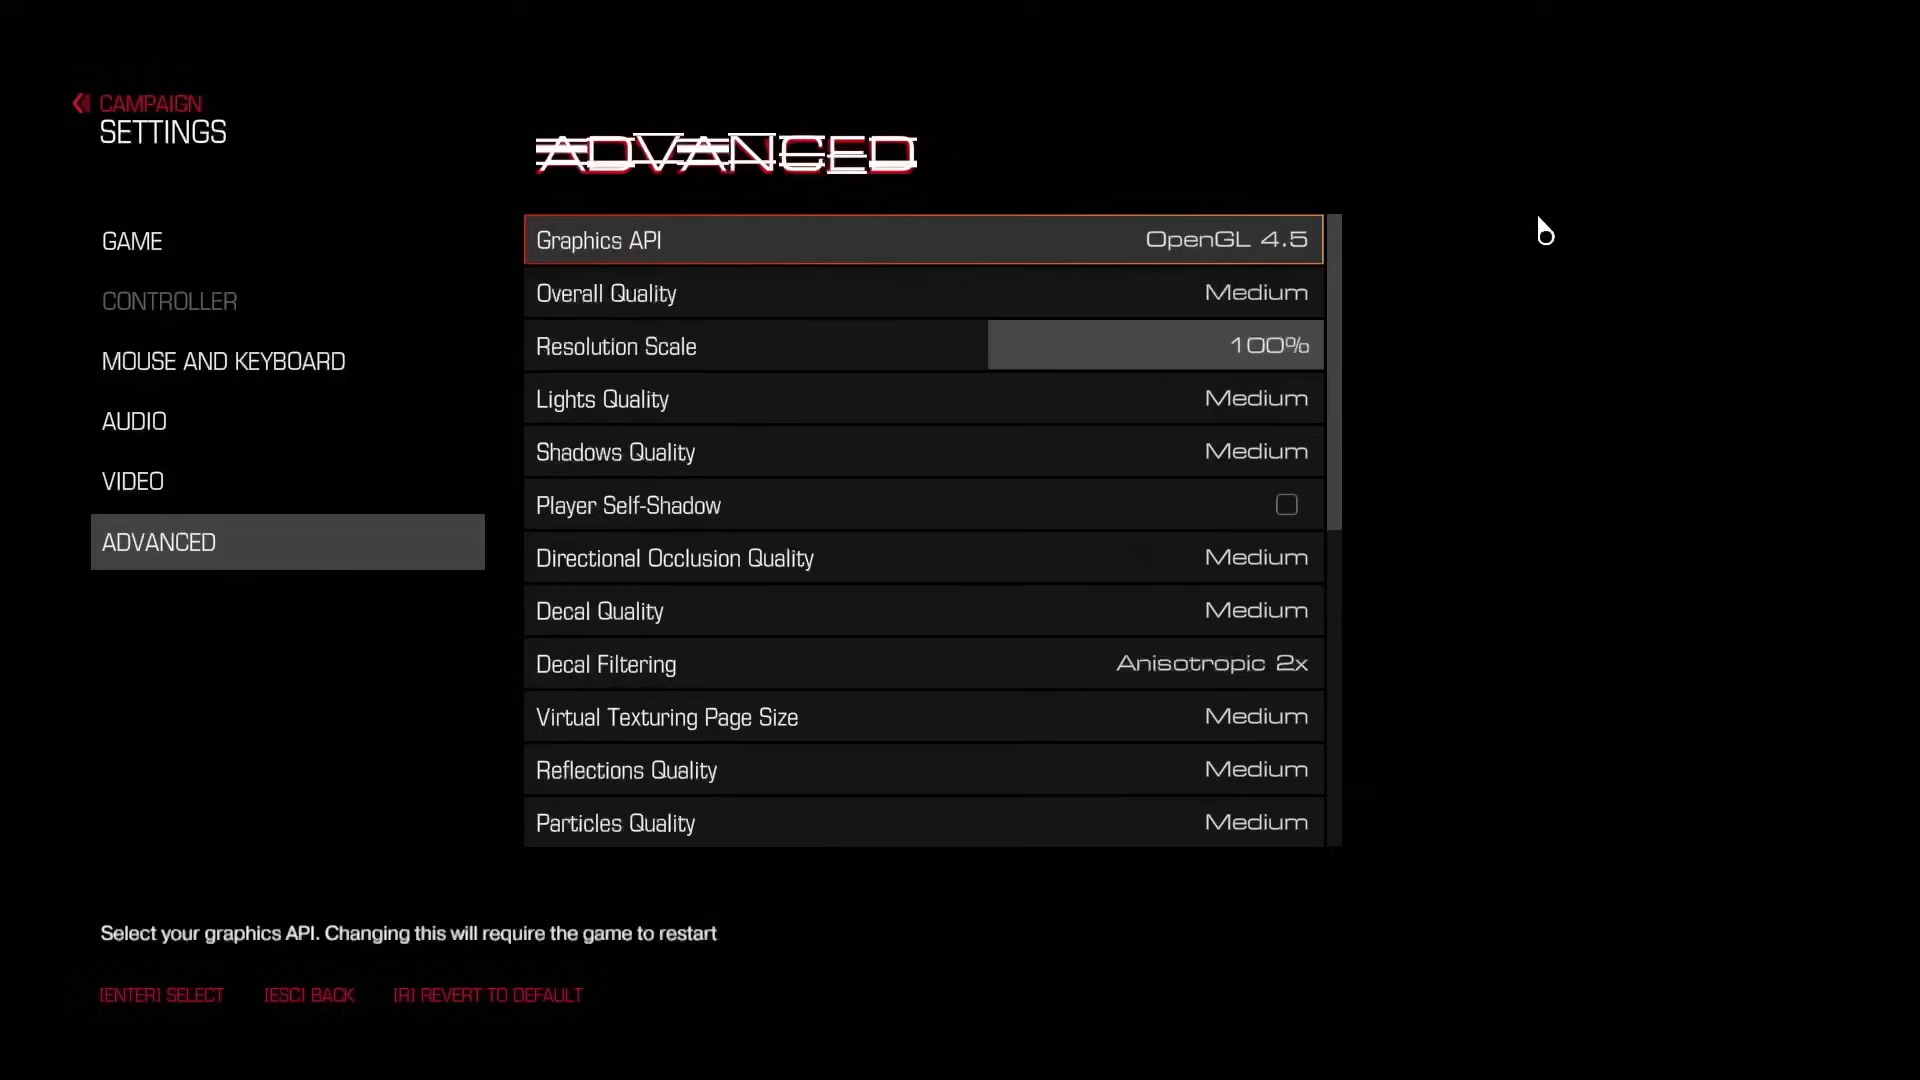 CAMPAIGN
SETTINGS
ADVANCED
GAME
CONTROLLER
MOUSE AND KEYBOARD
AUDIO
VIDEO
ADVANCED
Graphics API OpenGL 4.5
Overall Quality Medium
Resolution Scale 100%
Lights Quality Medium
Shadows Quality Medium
Player Self-Shadow
Directional Occlusion Quality Medium
Decal Quality Medium
Decal Filtering Anisotropic 2x
Virtual Texturing Page Size Medium
Reflections Quality Medium
Particles Quality Medium
Select your graphics API. Changing this will require the game to restart
[ENTER] SELECT [ESC] BACK [R] REVERT TO DEFAULT